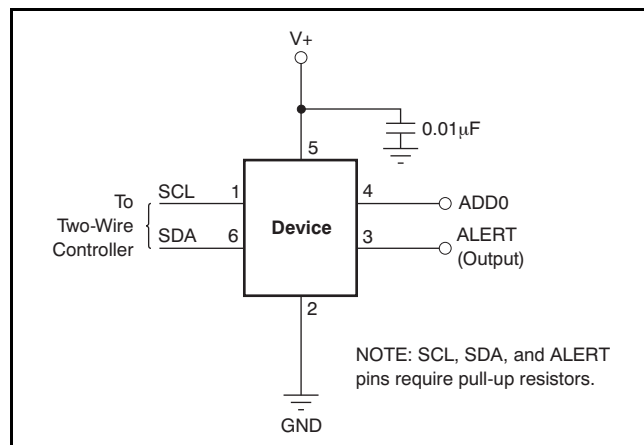 V+
0.01μF
5
To
Two-Wire
Controller
SCL
1
SDA
6
Device
4
ADD0
3
ALERT
(Output)
2
GND
NOTE: SCL, SDA, and ALERT
pins require pull-up resistors.